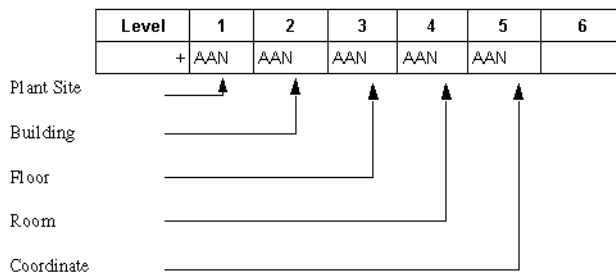 Level 1 2 3 4 5 6
+ AAN AAN AAN AAN AAN
Plant Site
Building
Floor
Room
Coordinate